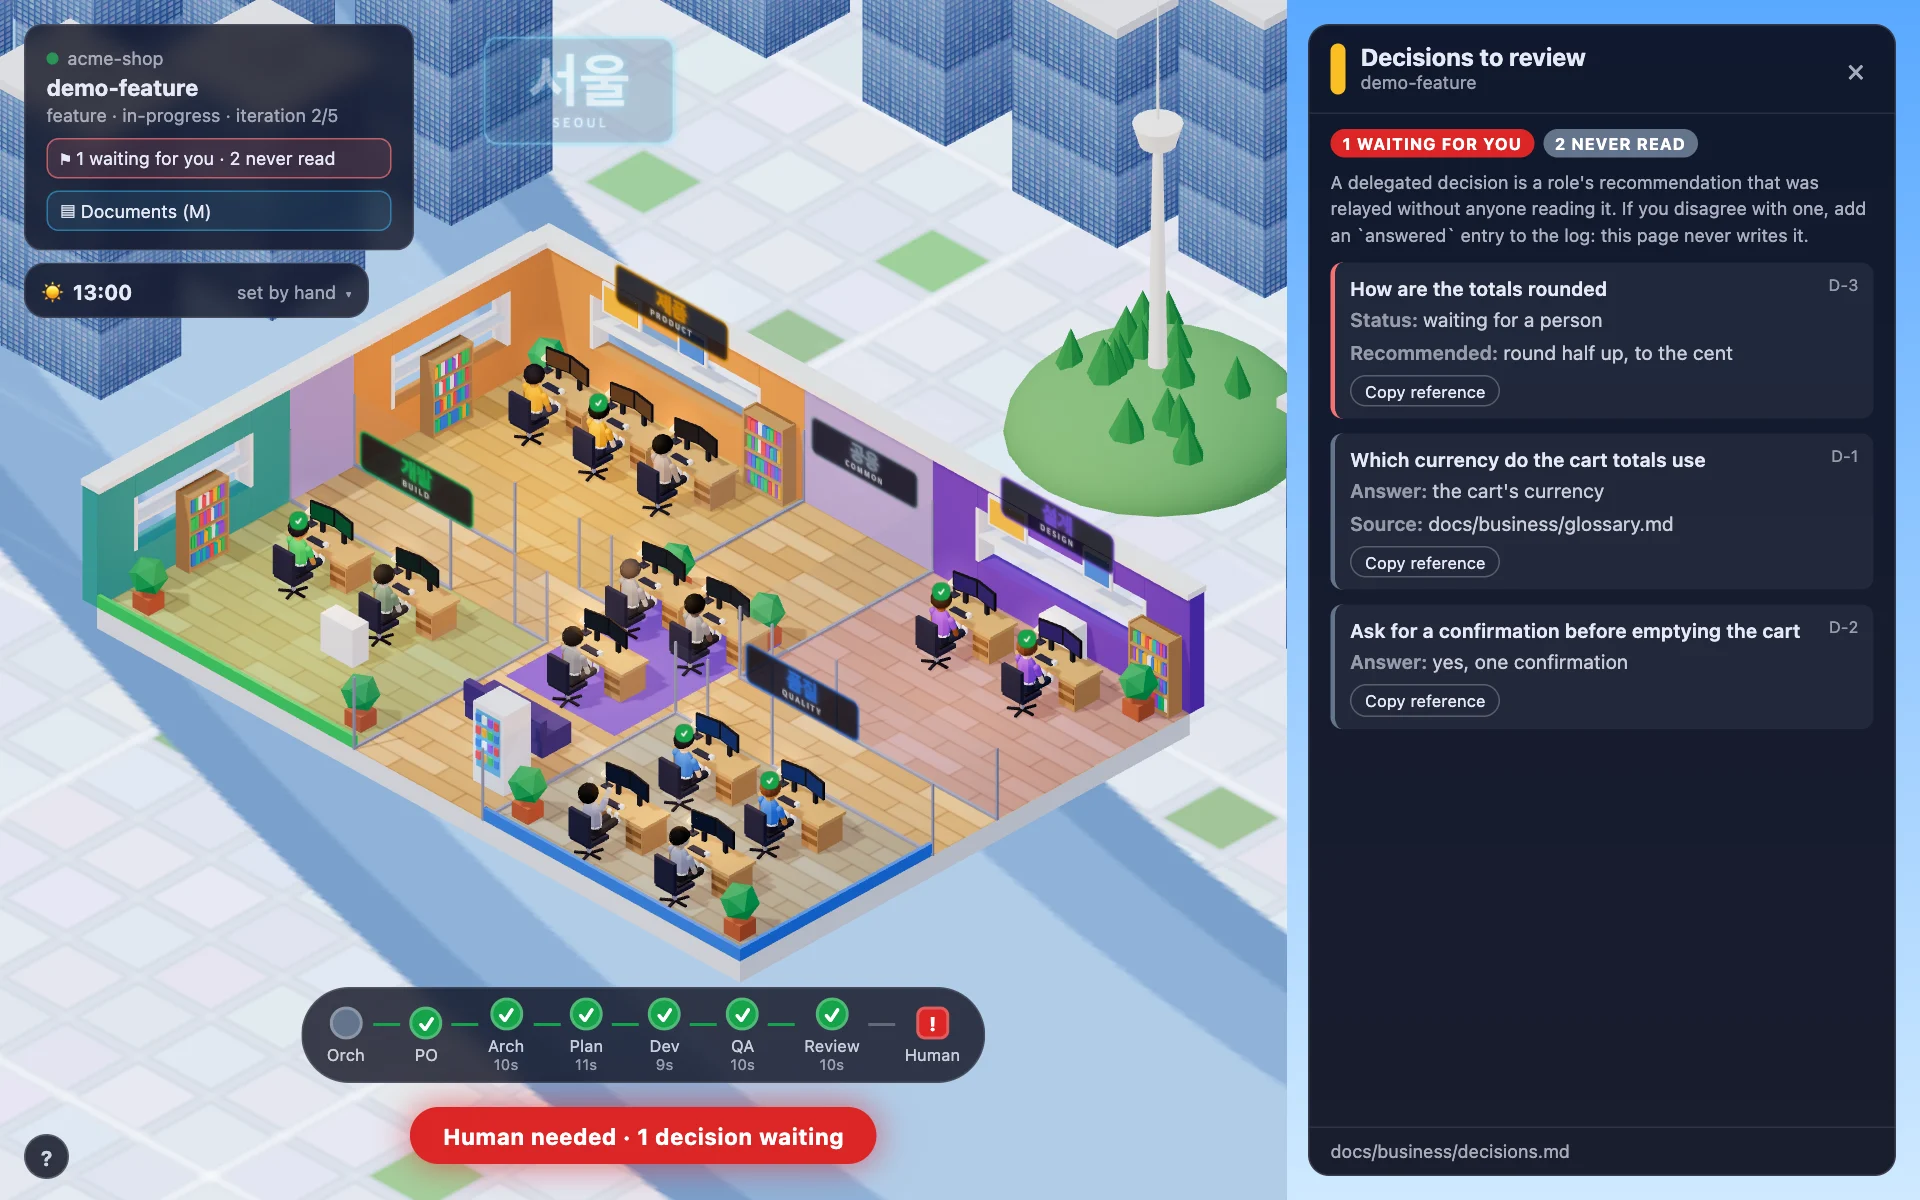 acme-shop
demo-feature
feature · in-progress · iteration 2/5
1 waiting for you · 2 never read
Documents (M)
13:00
set by hand
서울
SEOUL
제품
PRODUCT
개발
BUILD
공용
COMMON
설계
DESIGN
품질
QUALITY
Orch
PO
Arch
10s
Plan
11s
Dev
9s
QA
10s
Review
10s
!
Human
Human needed · 1 decision waiting
?
Decisions to review
demo-feature
1 WAITING FOR YOU
2 NEVER READ
A delegated decision is a role's recommendation that was
relayed without anyone reading it. If you disagree with one, add
an `answered` entry to the log: this page never writes it.
How are the totals rounded
D-3
Status: waiting for a person
Recommended: round half up, to the cent
Copy reference
Which currency do the cart totals use
D-1
Answer: the cart's currency
Source: docs/business/glossary.md
Copy reference
Ask for a confirmation before emptying the cart
D-2
Answer: yes, one confirmation
Copy reference
docs/business/decisions.md